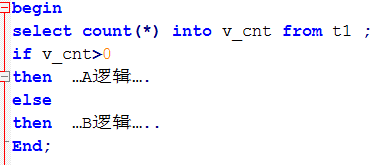 begin
select count(*) into v_cnt from t1 ;
if v_cnt>0
then …A逻辑….
else
then …B逻辑…..
End;